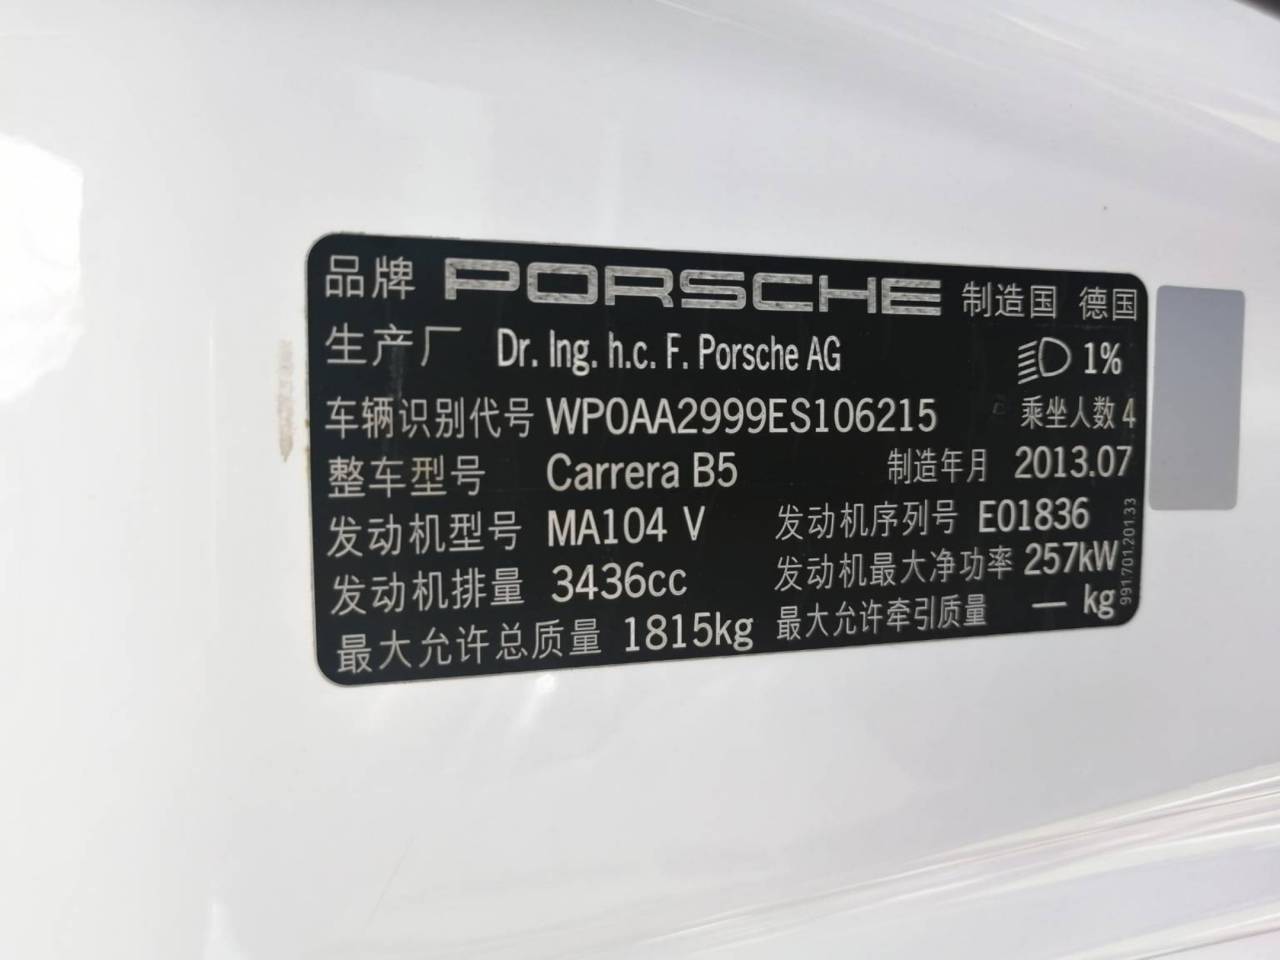 品牌 PORSCHE 制造国 德国
生产厂 Dr. Ing. h.c. F. Porsche AG 1%
车辆识别代号 WP0AA2999ES106215 乘坐人数 4
整车型号 Carrera B5 制造年月 2013.07
发动机型号 MA104 V 发动机序列号 E01836
发动机排量 3436cc 发动机最大净功率 257kW
最大允许总质量 1815kg 最大允许牵引质量 — kg
991.701.201.33